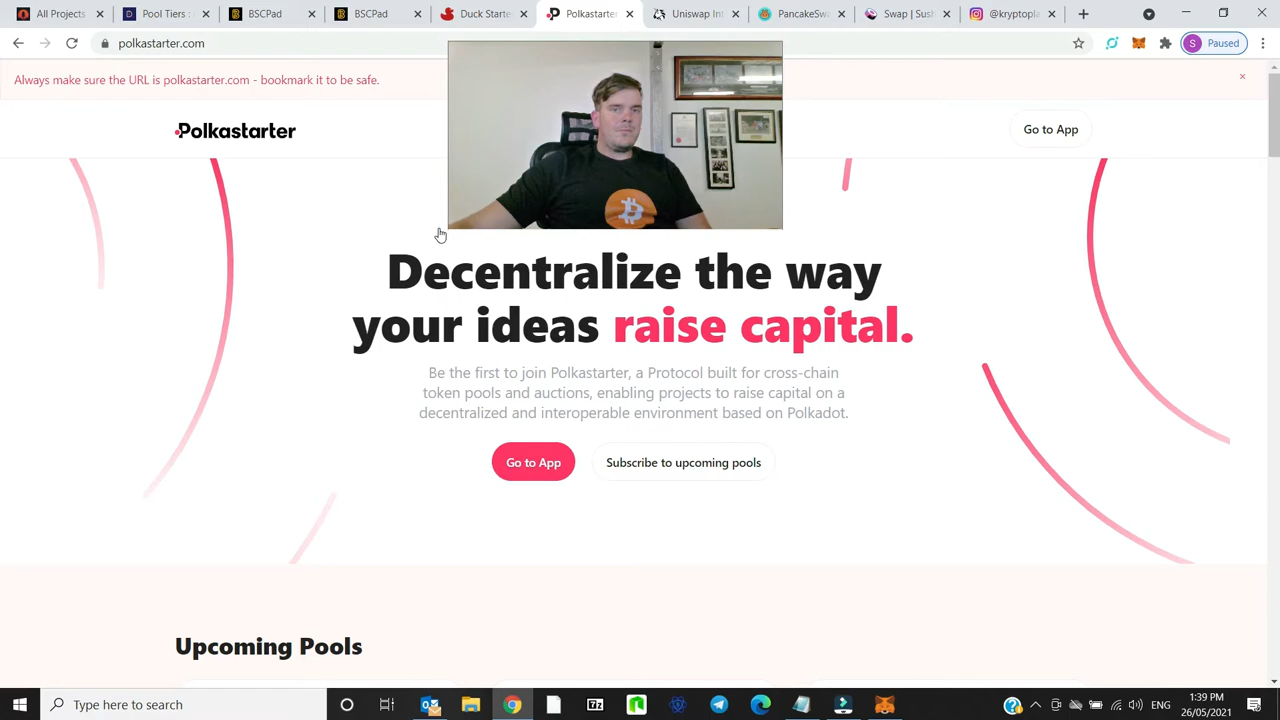 All Projects
Pool Tiers -
BSCPad
BSCPad
Duck Starte
Polkastarte
Uniswap Int
PancakeSw
Swap | Sus
@kryptopla
polkastarter.com
S Paused
Always make sure the URL is polkastarter.com - bookmark it to be safe.
Polkastarter
Go to App
Decentralize the way
your ideas raise capital.
Be the first to join Polkastarter, a Protocol built for cross-chain
token pools and auctions, enabling projects to raise capital on a
decentralized and interoperable environment based on Polkadot.
Go to App
Subscribe to upcoming pools
Upcoming Pools
Type here to search
ENG
1:39 PM
26/05/2021